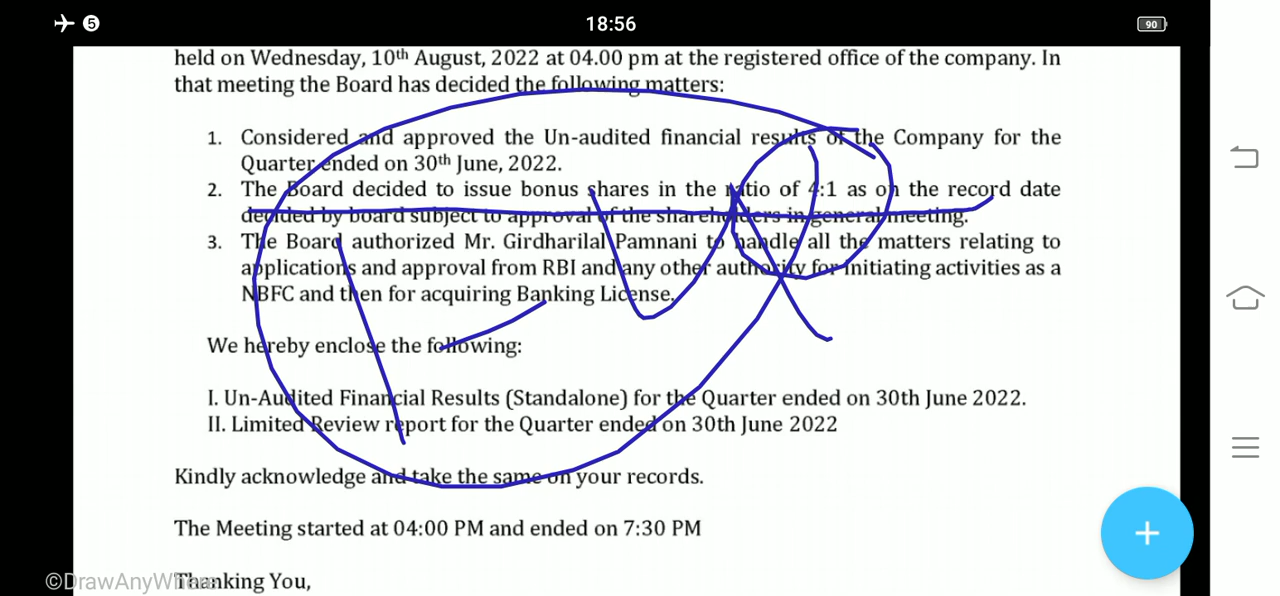 18:56
5
90
held on Wednesday, 10th August, 2022 at 04.00 pm at the registered office of the company. In
that meeting the Board has decided the following matters:
1. Considered and approved the Un-audited financial results of the Company for the
Quarter ended on 30th June, 2022.
2. The Board decided to issue bonus shares in the ratio of 4:1 as on the record date
decided by board subject to approval of the shareholders in general meeting.
3. The Board authorized Mr. Girdharilal Pamnani to handle all the matters relating to
applications and approval from RBI and any other authority for initiating activities as a
NBFC and then for acquiring Banking License.
We hereby enclose the following:
I. Un-Audited Financial Results (Standalone) for the Quarter ended on 30th June 2022.
II. Limited Review report for the Quarter ended on 30th June 2022
Kindly acknowledge and take the same on your records.
The Meeting started at 04:00 PM and ended on 7:30 PM
Thanking You,
©DrawAnyWhere